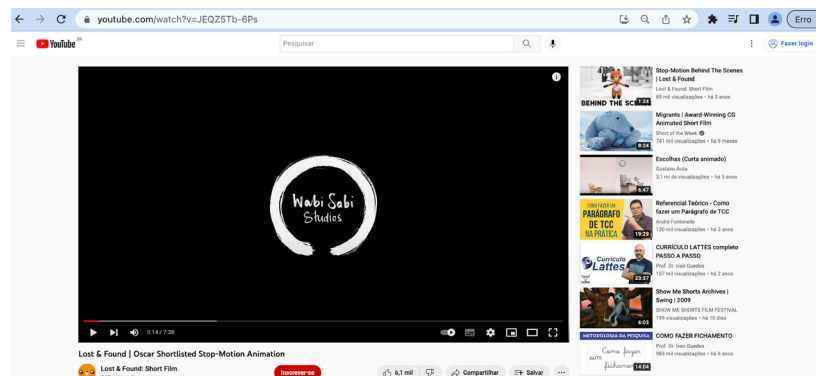 youtube.com/watch?v=JEQZ5Tb-6Ps
Erro
YouTube BR
Pesquisar
Fazer login
Wabi Sabi
Studios
0:14 / 7:38
Lost & Found | Oscar Shortlisted Stop-Motion Animation
Lost & Found: Short Film
Inscrever-se
6,1 mil
Compartilhar
Salvar
BEHIND THE SC
1:34
Stop-Motion Behind The Scenes
| Lost & Found
Lost & Found: Short Film
89 mil visualizações • há 3 anos
8:24
Migrants | Award-Winning CG
Animated Short Film
Short of the Week
741 mil visualizações • há 9 meses
6:47
Escolhas (Curta animado)
Gustavo Ávila
3,1 mi de visualizações • há 5 anos
COMO FAZER UM
PARÁGRAFO
DE TCC
NA PRÁTICA
19:29
Referencial Teórico - Como
fazer um Parágrafo de TCC
André Fontenelle
130 mil visualizações • há 3 anos
Currículo
Lattes
23:37
CURRÍCULO LATTES completo
PASSO A PASSO
Prof. Dr. Ivan Guedes
157 mil visualizações • há 2 anos
6:03
Show Me Shorts Archives |
Swing | 2009
SHOW ME SHORTS FILM FESTIVAL
199 visualizações • há 10 dias
METODOLOGIA DA PESQUISA
Como fazer
um
fichamento
14:04
COMO FAZER FICHAMENTO
Prof. Dr. Ivan Guedes
983 mil visualizações • há 6 anos